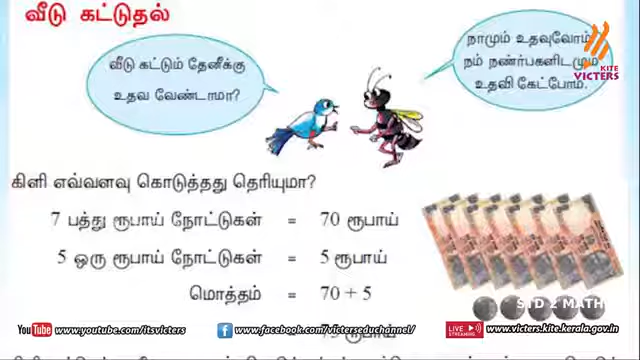 வீடு கட்டுதல்
வீடு கட்டும் தேனீக்கு
உதவ வேண்டாமா?
நாமும் உதவுவோம்
நம் நண்பர்களிடமும்
உதவி கேட்போம்.
KITE
VICTERS
கிளி எவ்வளவு கொடுத்தது தெரியுமா?
7 பத்து ரூபாய் நோட்டுகள் = 70 ரூபாய்
5 ஒரு ரூபாய் நோட்டுகள் = 5 ரூபாய்
மொத்தம் = 70 + 5
STD 2 MATH
You Tube www.youtube.com/itsvicters
www.facebook.com/victerseduchannel/
LIVE STREAMING www.victers.kite.kerala.gov.in
ரூபாய்